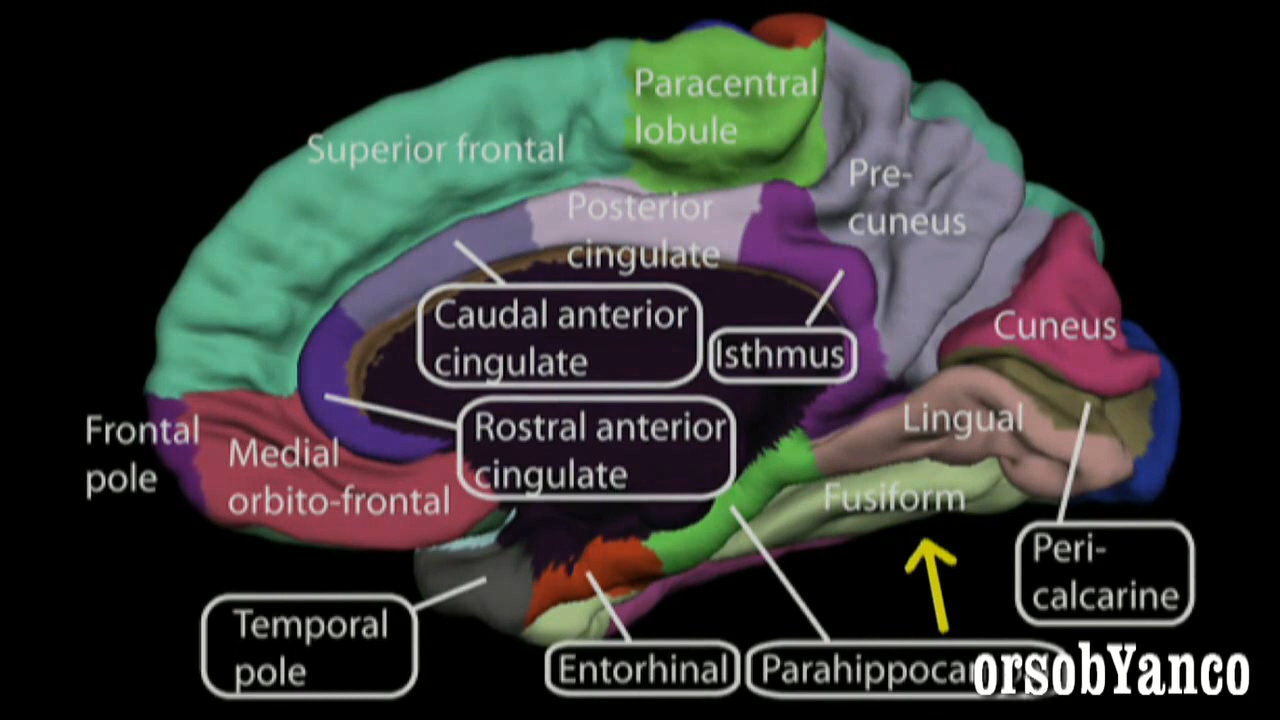 Paracentral
lobule
Superior frontal
Pre-
cuneus
Posterior
cingulate
Caudal anterior
cingulate
Isthmus
Cuneus
Rostral anterior
cingulate
Lingual
Frontal
pole
Medial
orbito-frontal
Fusiform
Peri-
calcarine
Temporal
pole
Entorhinal
orsobYanco